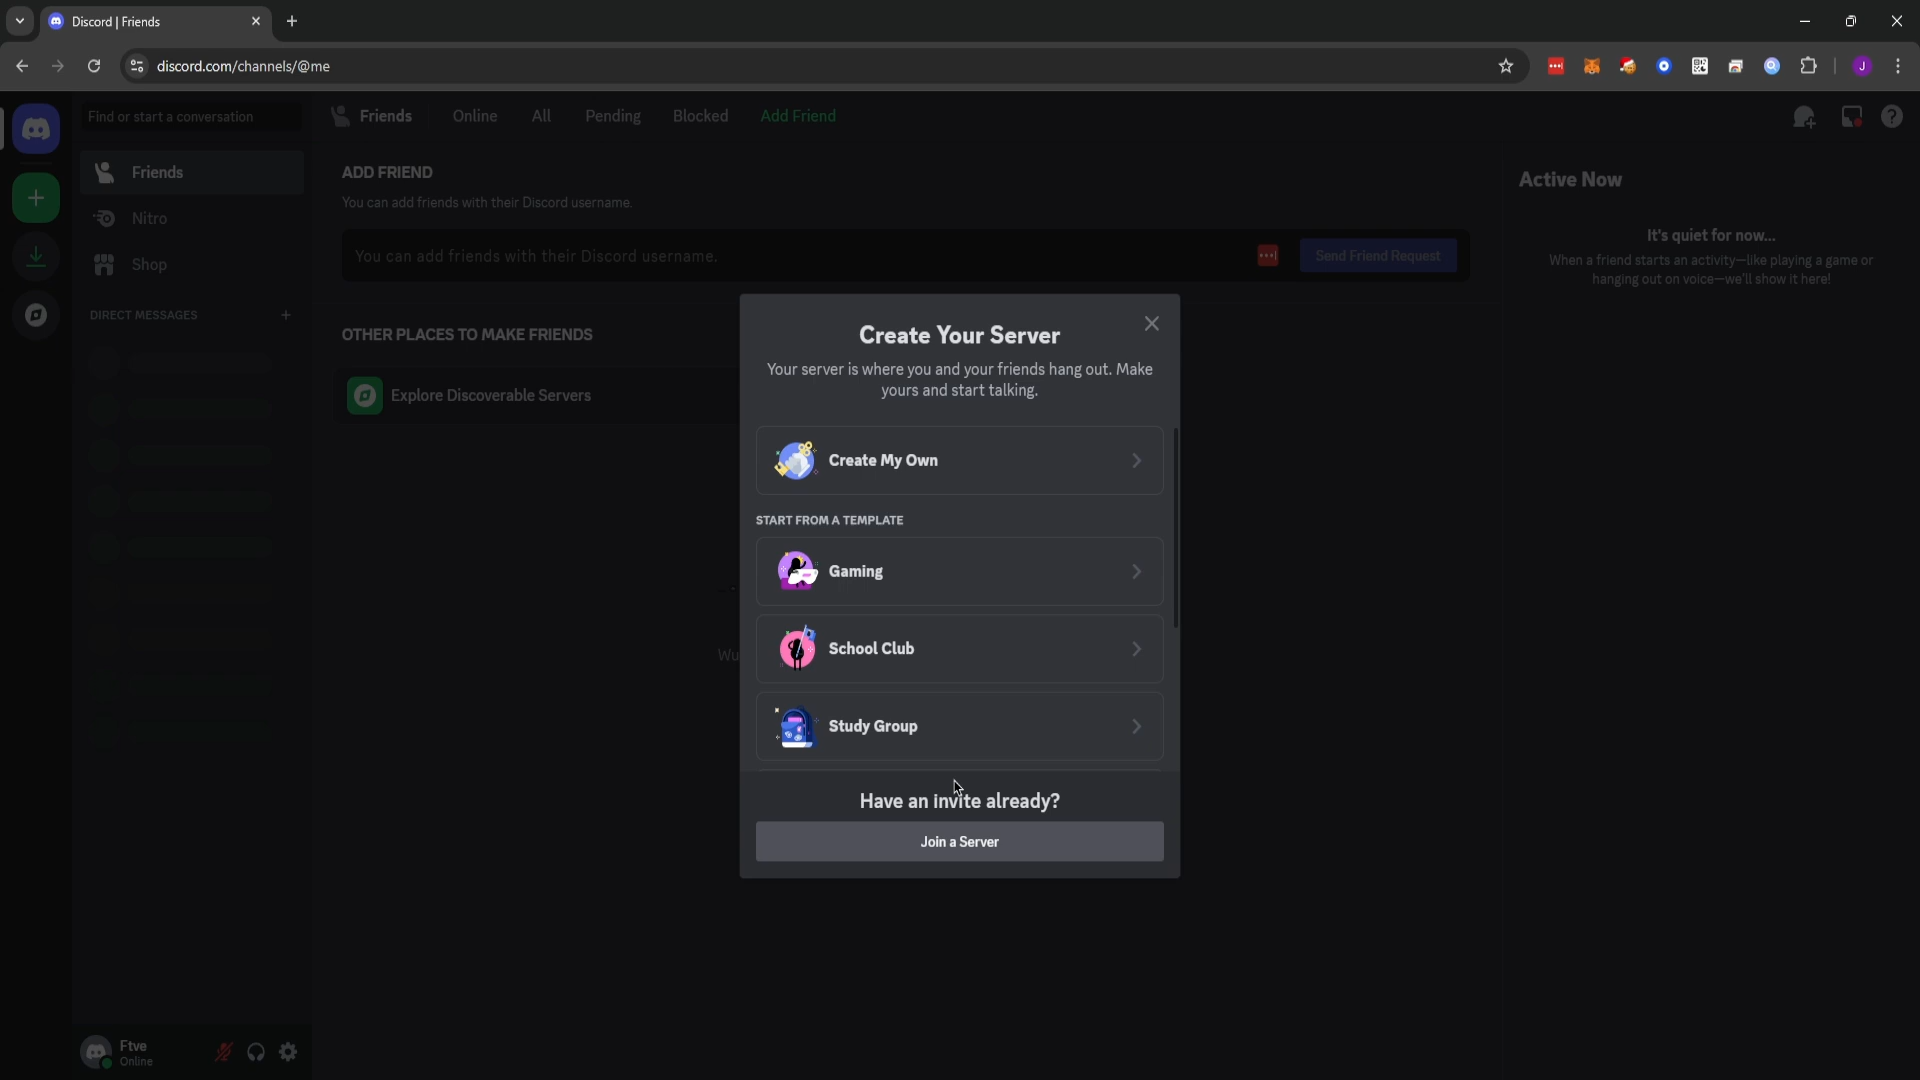 Discord | Friends
discord.com/channels/@me
J
Find or start a conversation
Friends
Online
All
Pending
Blocked
Add Friend
Friends
Nitro
Shop
DIRECT MESSAGES
ADD FRIEND
You can add friends with their Discord username.
You can add friends with their Discord username.
Send Friend Request
OTHER PLACES TO MAKE FRIENDS
Explore Discoverable Servers
Wu
Active Now
It's quiet for now...
When a friend starts an activity—like playing a game or
hanging out on voice—we'll show it here!
Create Your Server
Your server is where you and your friends hang out. Make
yours and start talking.
Create My Own
START FROM A TEMPLATE
Gaming
School Club
Study Group
Have an invite already?
Join a Server
Ftve
Online